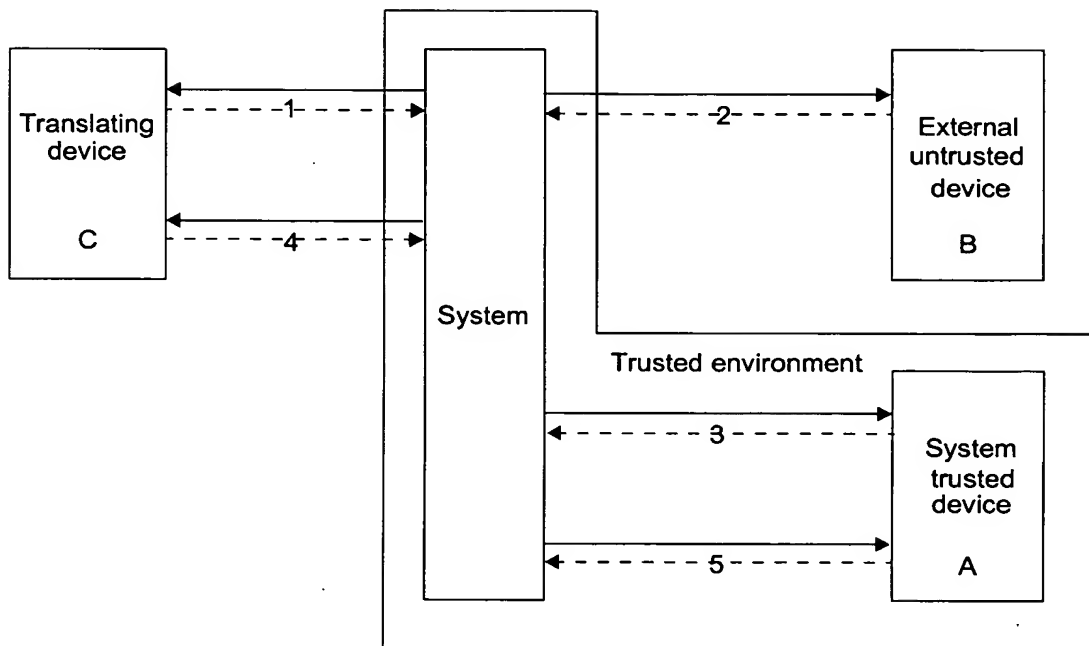 Translating
device
C
1
4
System
2
External
untrusted
device
B
Trusted environment
3
5
System
trusted
device
A